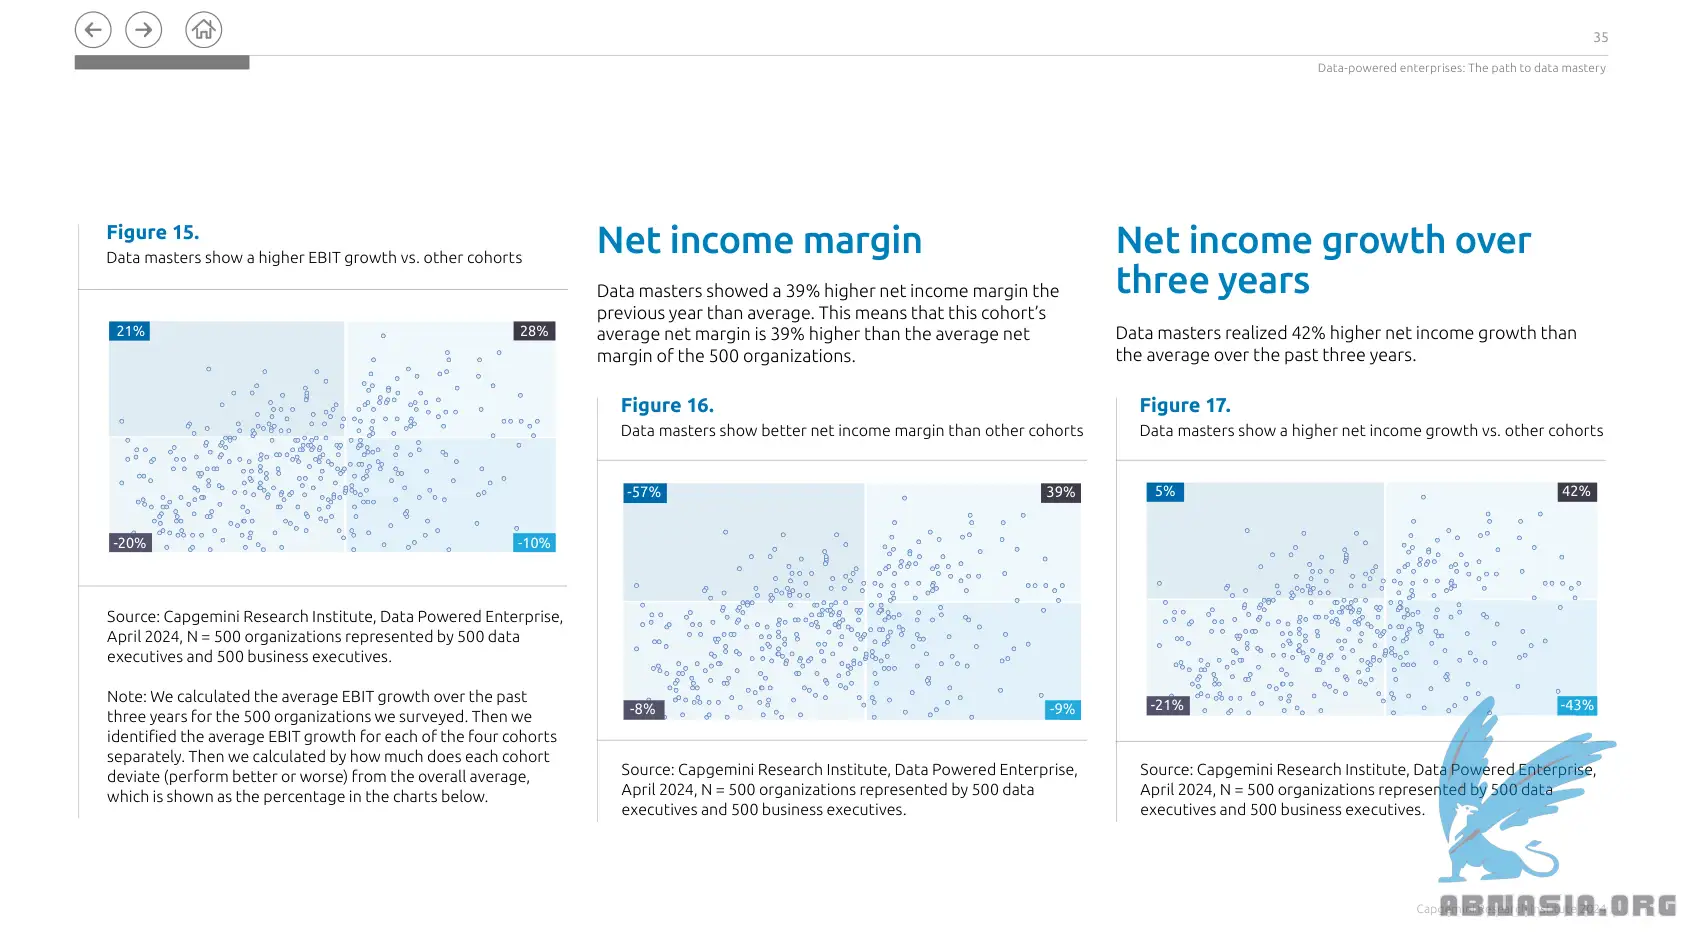 35
Data-powered enterprises: The path to data mastery
Figure 15.
Data masters show a higher EBIT growth vs. other cohorts
21%
28%
-20%
-10%
Source: Capgemini Research Institute, Data Powered Enterprise,
April 2024, N = 500 organizations represented by 500 data
executives and 500 business executives.
Note: We calculated the average EBIT growth over the past
three years for the 500 organizations we surveyed. Then we
identified the average EBIT growth for each of the four cohorts
separately. Then we calculated by how much does each cohort
deviate (perform better or worse) from the overall average,
which is shown as the percentage in the charts below.
Net income margin
Data masters showed a 39% higher net income margin the
previous year than average. This means that this cohort's
average net margin is 39% higher than the average net
margin of the 500 organizations.
Figure 16.
Data masters show better net income margin than other cohorts
-57%
39%
-8%
-9%
Source: Capgemini Research Institute, Data Powered Enterprise,
April 2024, N = 500 organizations represented by 500 data
executives and 500 business executives.
Net income growth over
three years
Data masters realized 42% higher net income growth than
the average over the past three years.
Figure 17.
Data masters show a higher net income growth vs. other cohorts
5%
42%
-21%
-43%
Source: Capgemini Research Institute, Data Powered Enterprise,
April 2024, N = 500 organizations represented by 500 data
executives and 500 business executives.
ABNASIA.ORG